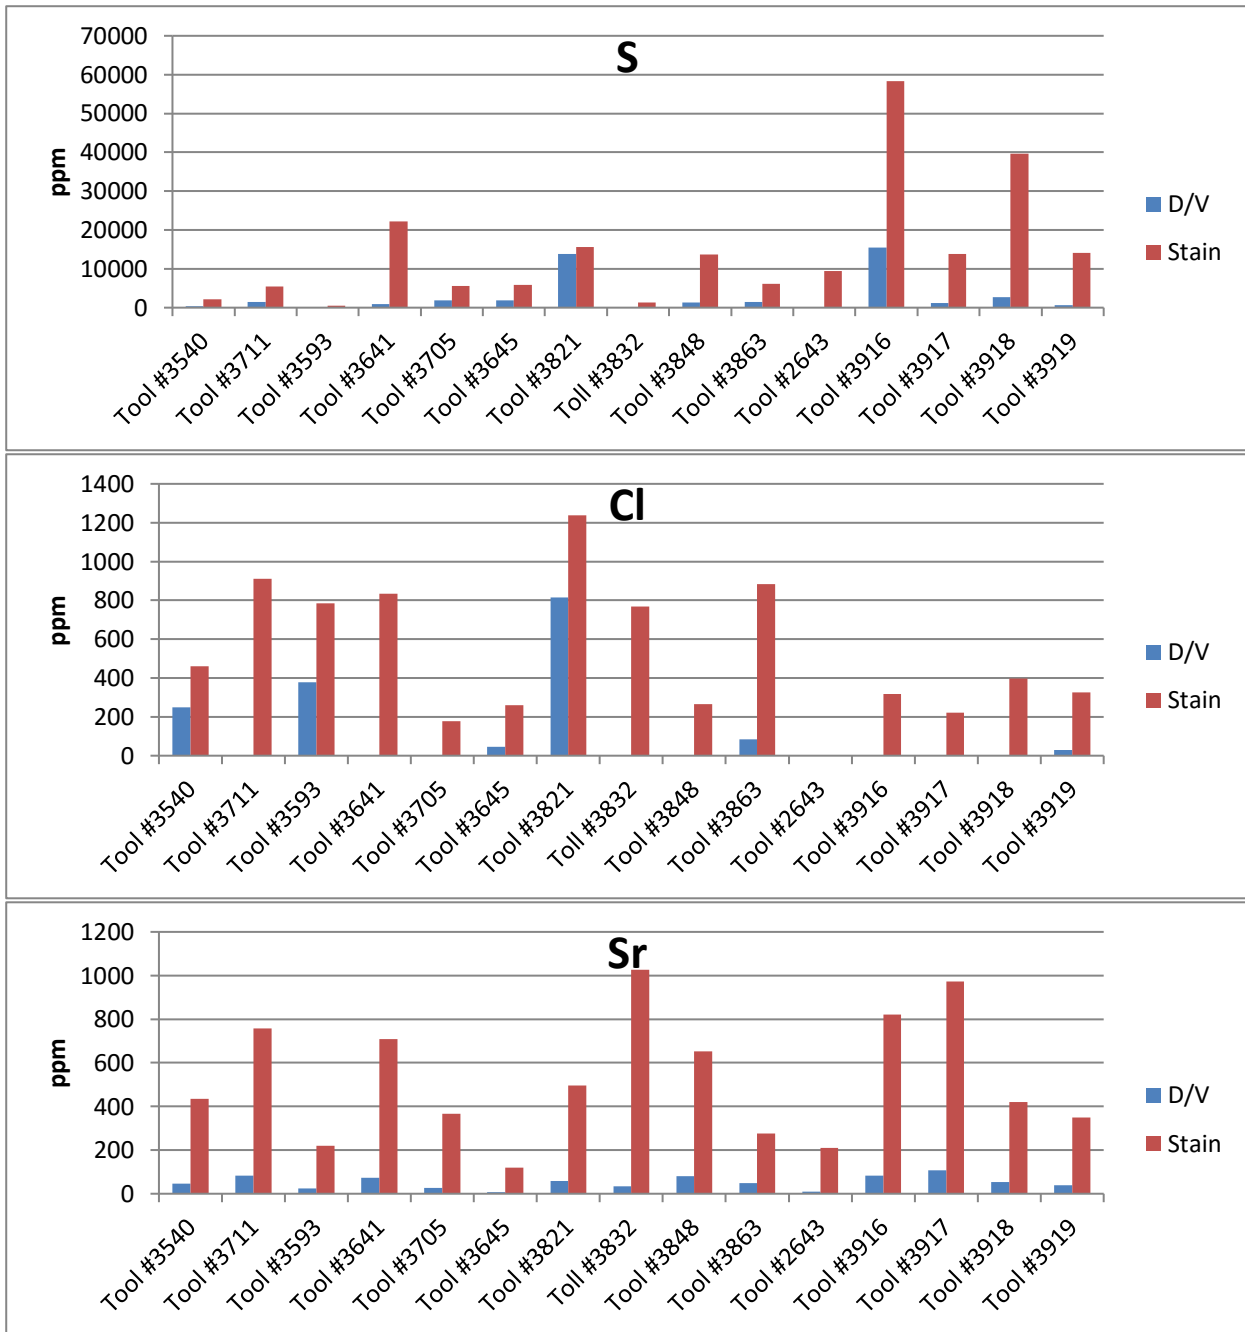 S
70000
60000
50000
40000
30000
20000
10000
0
ppm
Tool #3540
Tool #3711
Tool #3593
Tool #3641
Tool #3705
Tool #3645
Tool #3821
Toll #3832
Tool #3848
Tool #3863
Tool #2643
Tool #3916
Tool #3917
Tool #3918
Tool #3919
D/V
Stain
Cl
1400
1200
1000
800
600
400
200
0
ppm
Tool #3540
Tool #3711
Tool #3593
Tool #3641
Tool #3705
Tool #3645
Tool #3821
Toll #3832
Tool #3848
Tool #3863
Tool #2643
Tool #3916
Tool #3917
Tool #3918
Tool #3919
D/V
Stain
Sr
1200
1000
800
600
400
200
0
ppm
Tool #3540
Tool #3711
Tool #3593
Tool #3641
Tool #3705
Tool #3645
Tool #3821
Toll #3832
Tool #3848
Tool #3863
Tool #2643
Tool #3916
Tool #3917
Tool #3918
Tool #3919
D/V
Stain